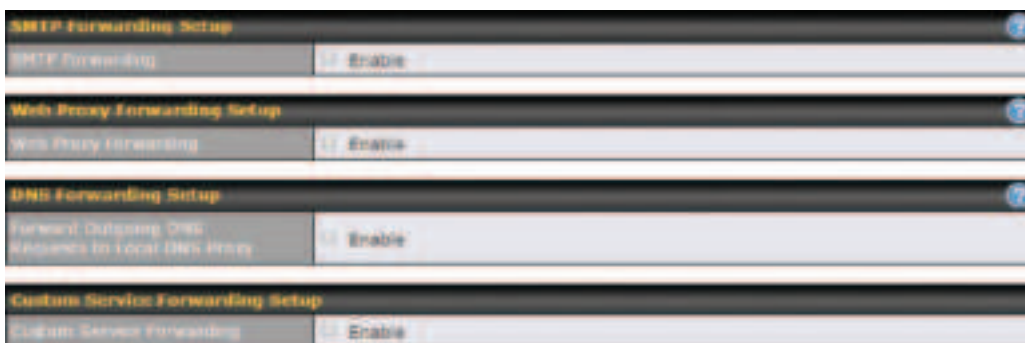 SMTP Forwarding Setup
SMTP Forwarding
Enable
Web Proxy Forwarding Setup
Web Proxy Forwarding
Enable
DNS Forwarding Setup
Forward Outgoing DNS
Requests to Local DNS Proxy
Enable
Custom Service Forwarding Setup
Custom Service Forwarding
Enable